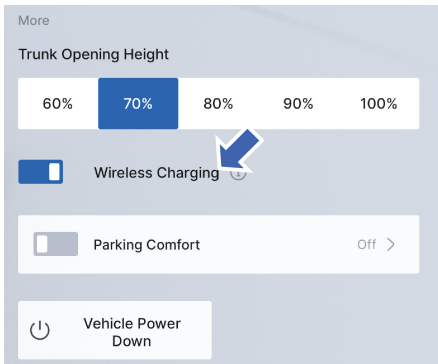 More
Trunk Opening Height
60% 70% 80% 90% 100%
Wireless Charging
Parking Comfort Off
Vehicle Power
Down